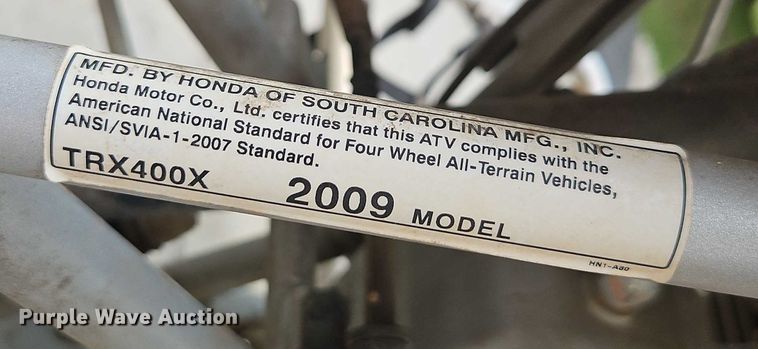 MFD. BY HONDA OF SOUTH CAROLINA MFG., INC.
Honda Motor Co., Ltd. certifies that this ATV complies with the
American National Standard for Four Wheel All-Terrain Vehicles,
ANSI/SVIA-1-2007 Standard.
TRX400X 2009 MODEL
HN1-A80
Purple Wave Auction